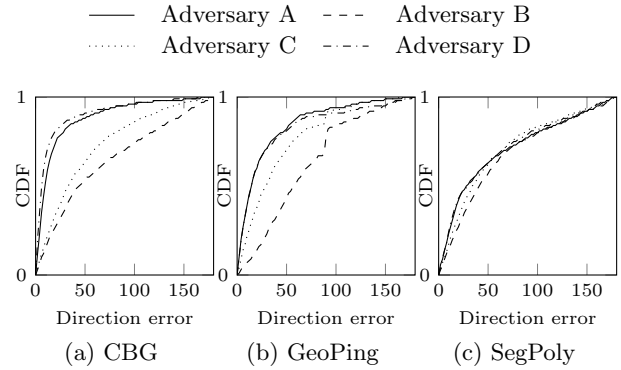 Adversary A Adversary B
Adversary C Adversary D
1 1 1
CDF CDF CDF
0 0 0
0 50 100 150 0 50 100 150 0 50 100 150
Direction error Direction error Direction error
(a) CBG (b) GeoPing (c) SegPoly